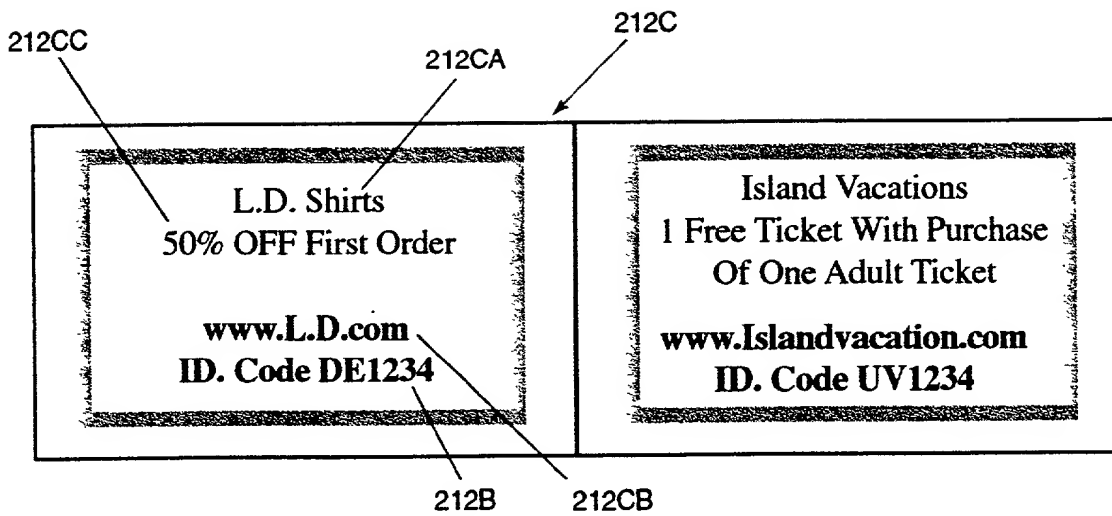 212C
212CC
212CA
L.D. Shirts
50% OFF First Order
www.L.D.com
ID. Code DE1234
Island Vacations
1 Free Ticket With Purchase
Of One Adult Ticket
www.Islandvacation.com
ID. Code UV1234
212B
212CB